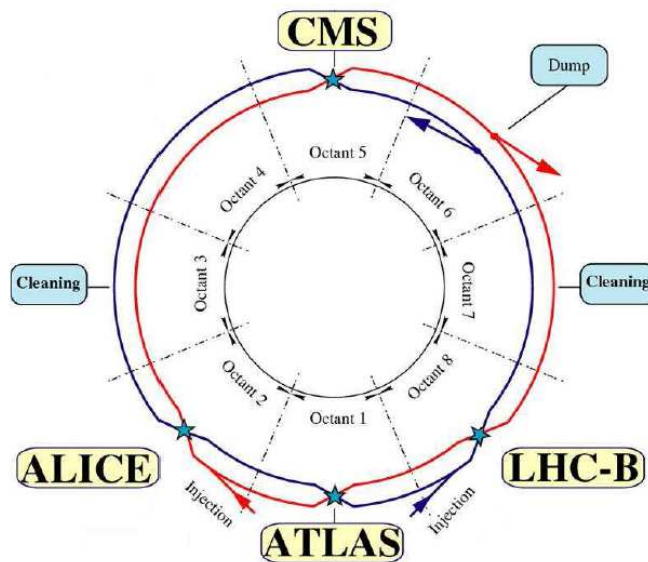 CMS
Dump
Octant 5
Octant 4
Octant 6
Cleaning
Octant 3
Octant 7
Cleaning
Octant 2
Octant 8
Octant 1
ALICE
LHC-B
Injection
Injection
ATLAS